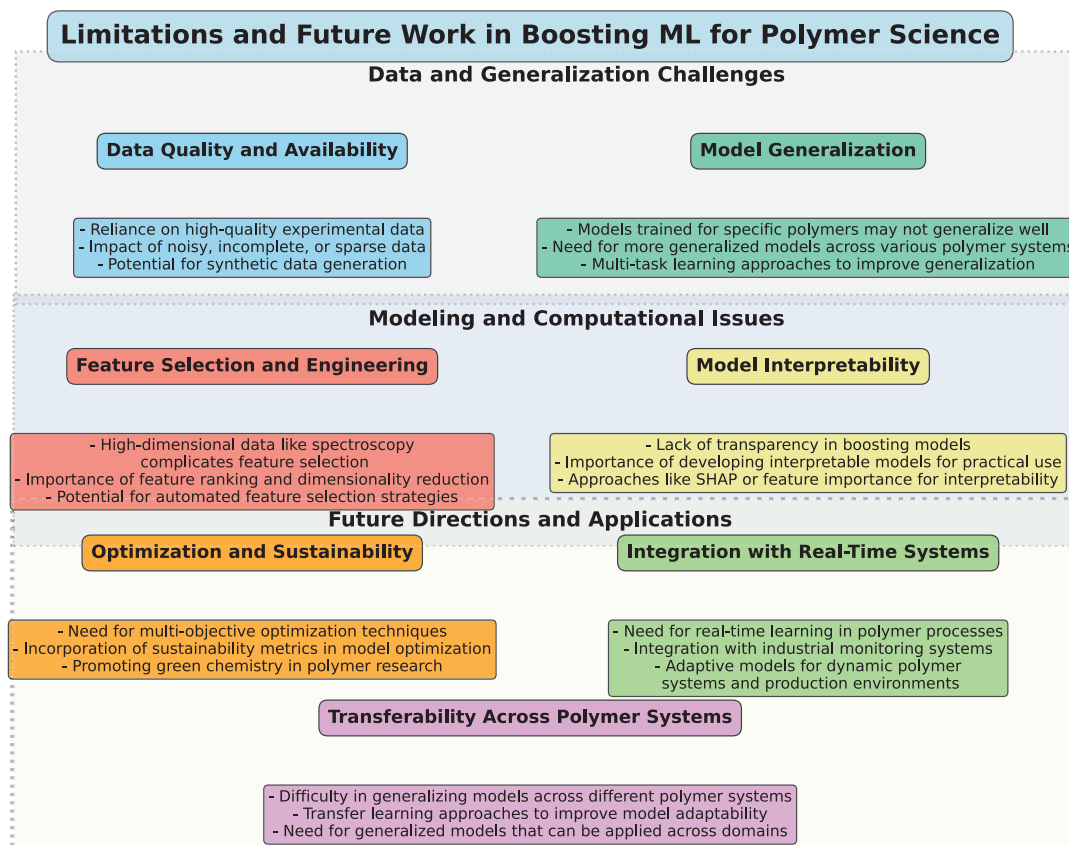 Limitations and Future Work in Boosting ML for Polymer Science
Data and Generalization Challenges
Data Quality and Availability
- Reliance on high-quality experimental data
- Impact of noisy, incomplete, or sparse data
- Potential for synthetic data generation
Model Generalization
- Models trained for specific polymers may not generalize well
- Need for more generalized models across various polymer systems
- Multi-task learning approaches to improve generalization
Modeling and Computational Issues
Feature Selection and Engineering
- High-dimensional data like spectroscopy
complicates feature selection
- Importance of feature ranking and dimensionality reduction
- Potential for automated feature selection strategies
Model Interpretability
- Lack of transparency in boosting models
- Importance of developing interpretable models for practical use
- Approaches like SHAP or feature importance for interpretability
Future Directions and Applications
Optimization and Sustainability
- Need for multi-objective optimization techniques
- Incorporation of sustainability metrics in model optimization
- Promoting green chemistry in polymer research
Integration with Real-Time Systems
- Need for real-time learning in polymer processes
- Integration with industrial monitoring systems
- Adaptive models for dynamic polymer
systems and production environments
Transferability Across Polymer Systems
- Difficulty in generalizing models across different polymer systems
- Transfer learning approaches to improve model adaptability
- Need for generalized models that can be applied across domains